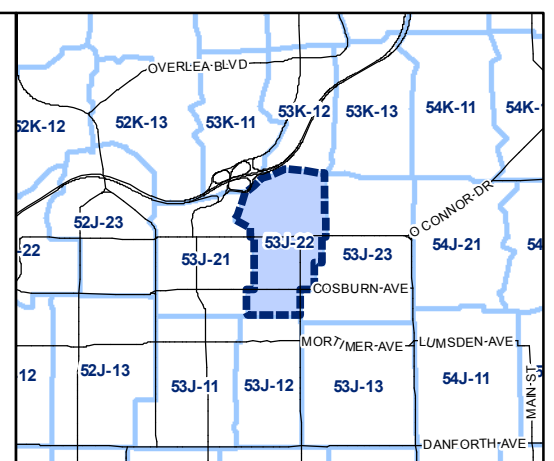 OVERLEA BLVD
52K-12
52K-13
53K-11
53K-12
53K-13
54K-11
54K-
O CONNOR-DR
52J-23
22
53J-21
53J-22
53J-23
54J-21
54
COSBURN-AVE
MORTIMER-AVE
LUMSDEN-AVE
12
52J-13
53J-11
53J-12
53J-13
54J-11
MAIN-ST
DANFORTH-AVE